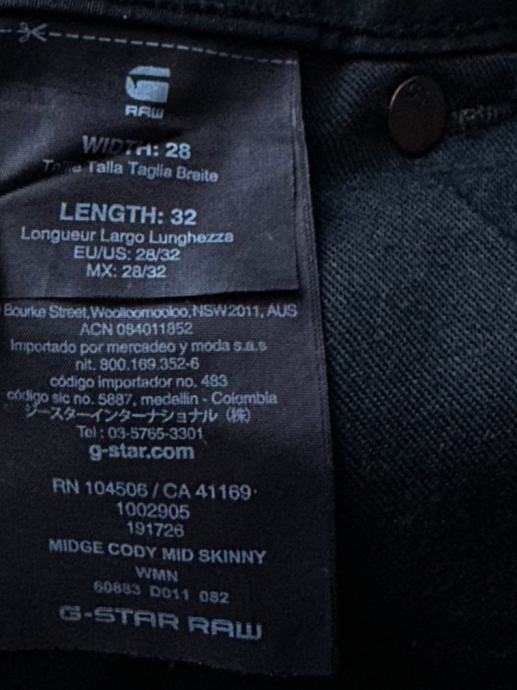 RAW
WIDTH: 28
Taille Talla Taglia Breite
LENGTH: 32
Longueur Largo Lunghezza
EU/US: 28/32
MX: 28/32
Bourke Street, Woolloomooloo, NSW 2011, AUS
ACN 084011852
Importado por mercadeo y moda s.a.s
nit. 800.169.352-6
código importador no. 483
código sic no. 5887, medellin - Colombia
ジースターインターナショナル (株)
Tel : 03-5765-3301
g-star.com
RN 104506 / CA 41169
1002905
191726
MIDGE CODY MID SKINNY
WMN
60883 D011 082
G-STAR RAW